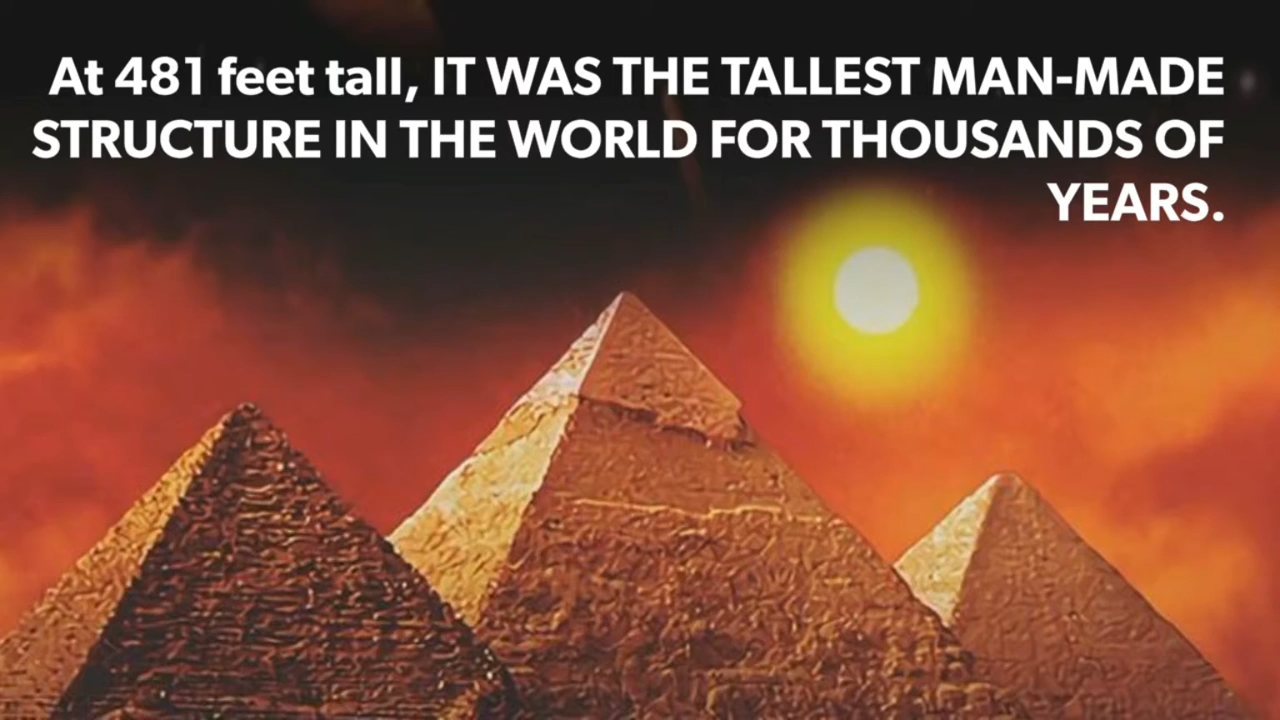 At 481 feet tall, IT WAS THE TALLEST MAN-MADE
STRUCTURE IN THE WORLD FOR THOUSANDS OF
YEARS.